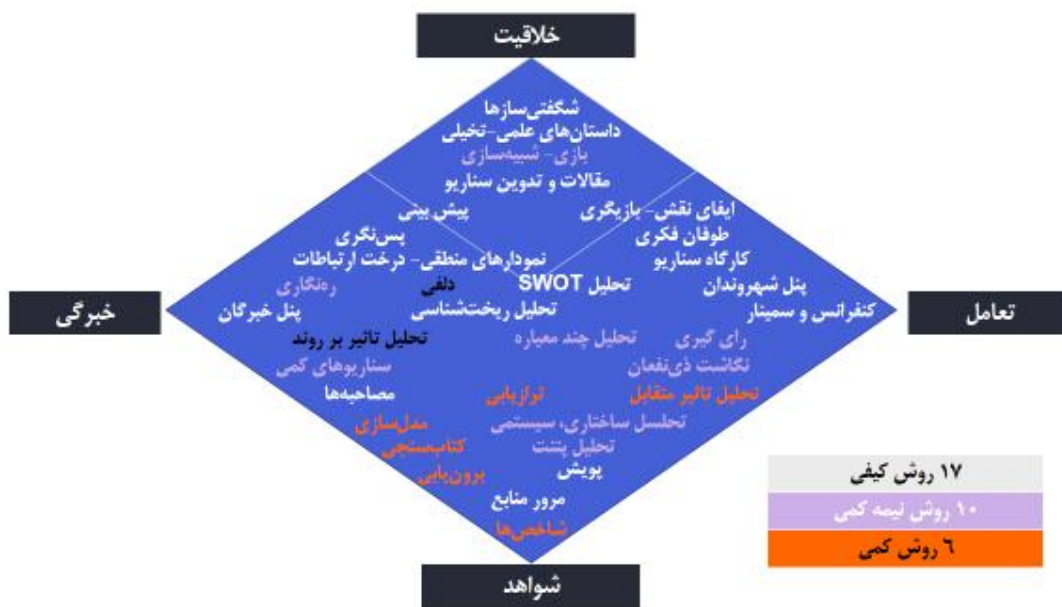 خلاقیت
شگفتی‌سازها
داستان‌های علمی-تخیلی
بازی- شبیه‌سازی
مقالات و تدوین سناریو
ایفای نقش- بازیگری
پیش بینی
طوفان فکری
پس‌نگری
کارگاه سناریو
نمودارهای منطقی- درخت ارتباطات
پنل شهروندان
تحلیل SWOT
دلفی
ره‌نگاری
تعامل
کنفرانس و سمینار
تحلیل ریخت‌شناسی
پنل خبرگان
خبرگی
رای گیری
تحلیل چند معیاره
تحلیل تاثیر بر روند
نگاشت ذی‌نفعان
سناریوهای کمی
تحلیل تاثیر متقابل
ترازیابی
مصاحبه‌ها
تحلسل ساختاری، سیستمی
مدل‌سازی
تحلیل پتنت
کتاب‌سنجی
پویش
برون‌یابی
مرور منابع
شاخص‌ها
شواهد
۱۷ روش کیفی
۱۰ روش نیمه کمی
۶ روش کمی